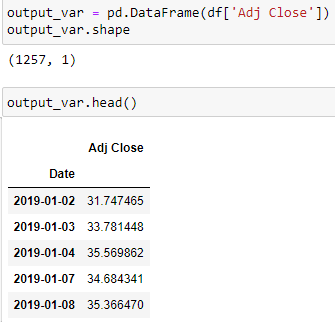 output_var = pd.DataFrame(df['Adj Close'])
output_var.shape
(1257, 1)
output_var.head()
Adj Close
Date
2019-01-02 31.747465
2019-01-03 33.781448
2019-01-04 35.569862
2019-01-07 34.684341
2019-01-08 35.366470